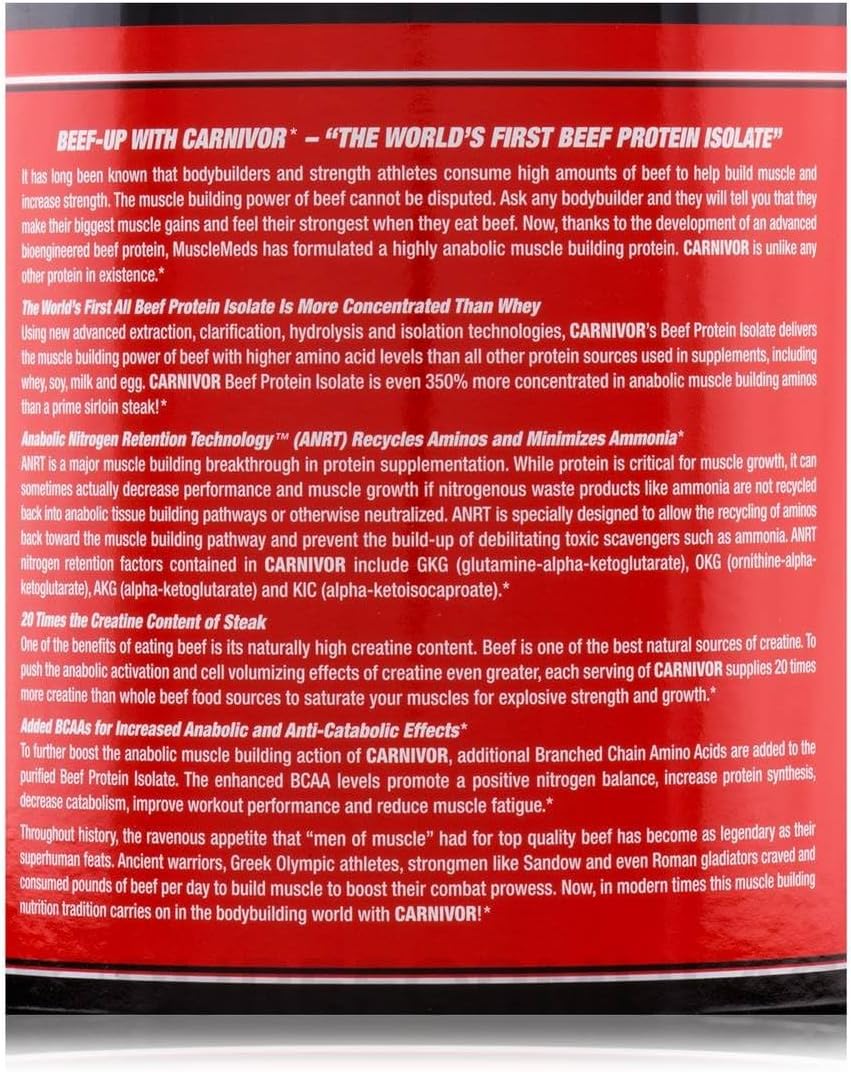 BEEF-UP WITH CARNIVOR* – “THE WORLD’S FIRST BEEF PROTEIN ISOLATE”
It has long been known that bodybuilders and strength athletes consume high amounts of beef to help build muscle and
increase strength. The muscle building power of beef cannot be disputed. Ask any bodybuilder and they will tell you that they
make their biggest muscle gains and feel their strongest when they eat beef. Now, thanks to the development of an advanced
bioengineered beef protein, MuscleMeds has formulated a highly anabolic muscle building protein. CARNIVOR is unlike any
other protein in existence.*
The World’s First All Beef Protein Isolate Is More Concentrated Than Whey
Using new advanced extraction, clarification, hydrolysis and isolation technologies, CARNIVOR’s Beef Protein Isolate delivers
the muscle building power of beef with higher amino acid levels than all other protein sources used in supplements, including
whey, soy, milk and egg. CARNIVOR Beef Protein Isolate is even 350% more concentrated in anabolic muscle building aminos
than a prime sirloin steak!*
Anabolic Nitrogen Retention Technology™ (ANRT) Recycles Aminos and Minimizes Ammonia*
ANRT is a major muscle building breakthrough in protein supplementation. While protein is critical for muscle growth, it can
sometimes actually decrease performance and muscle growth if nitrogenous waste products like ammonia are not recycled
back into anabolic tissue building pathways or otherwise neutralized. ANRT is specially designed to allow the recycling of aminos
back toward the muscle building pathway and prevent the build-up of debilitating toxic scavengers such as ammonia. ANRT
nitrogen retention factors contained in CARNIVOR include GKG (glutamine-alpha-ketoglutarate), OKG (ornithine-alpha-
ketoglutarate), AKG (alpha-ketoglutarate) and KIC (alpha-ketoisocaproate).*
20 Times the Creatine Content of Steak
One of the benefits of eating beef is its naturally high creatine content. Beef is one of the best natural sources of creatine. To
push the anabolic activation and cell volumizing effects of creatine even greater, each serving of CARNIVOR supplies 20 times
more creatine than whole beef food sources to saturate your muscles for explosive strength and growth.*
Added BCAAs for Increased Anabolic and Anti-Catabolic Effects*
To further boost the anabolic muscle building action of CARNIVOR, additional Branched Chain Amino Acids are added to the
purified Beef Protein Isolate. The enhanced BCAA levels promote a positive nitrogen balance, increase protein synthesis,
decrease catabolism, improve workout performance and reduce muscle fatigue.*
Throughout history, the ravenous appetite that “men of muscle” had for top quality beef has become as legendary as their
superhuman feats. Ancient warriors, Greek Olympic athletes, strongmen like Sandow and even Roman gladiators craved and
consumed pounds of beef per day to build muscle to boost their combat prowess. Now, in modern times this muscle building
nutrition tradition carries on in the bodybuilding world with CARNIVOR!*